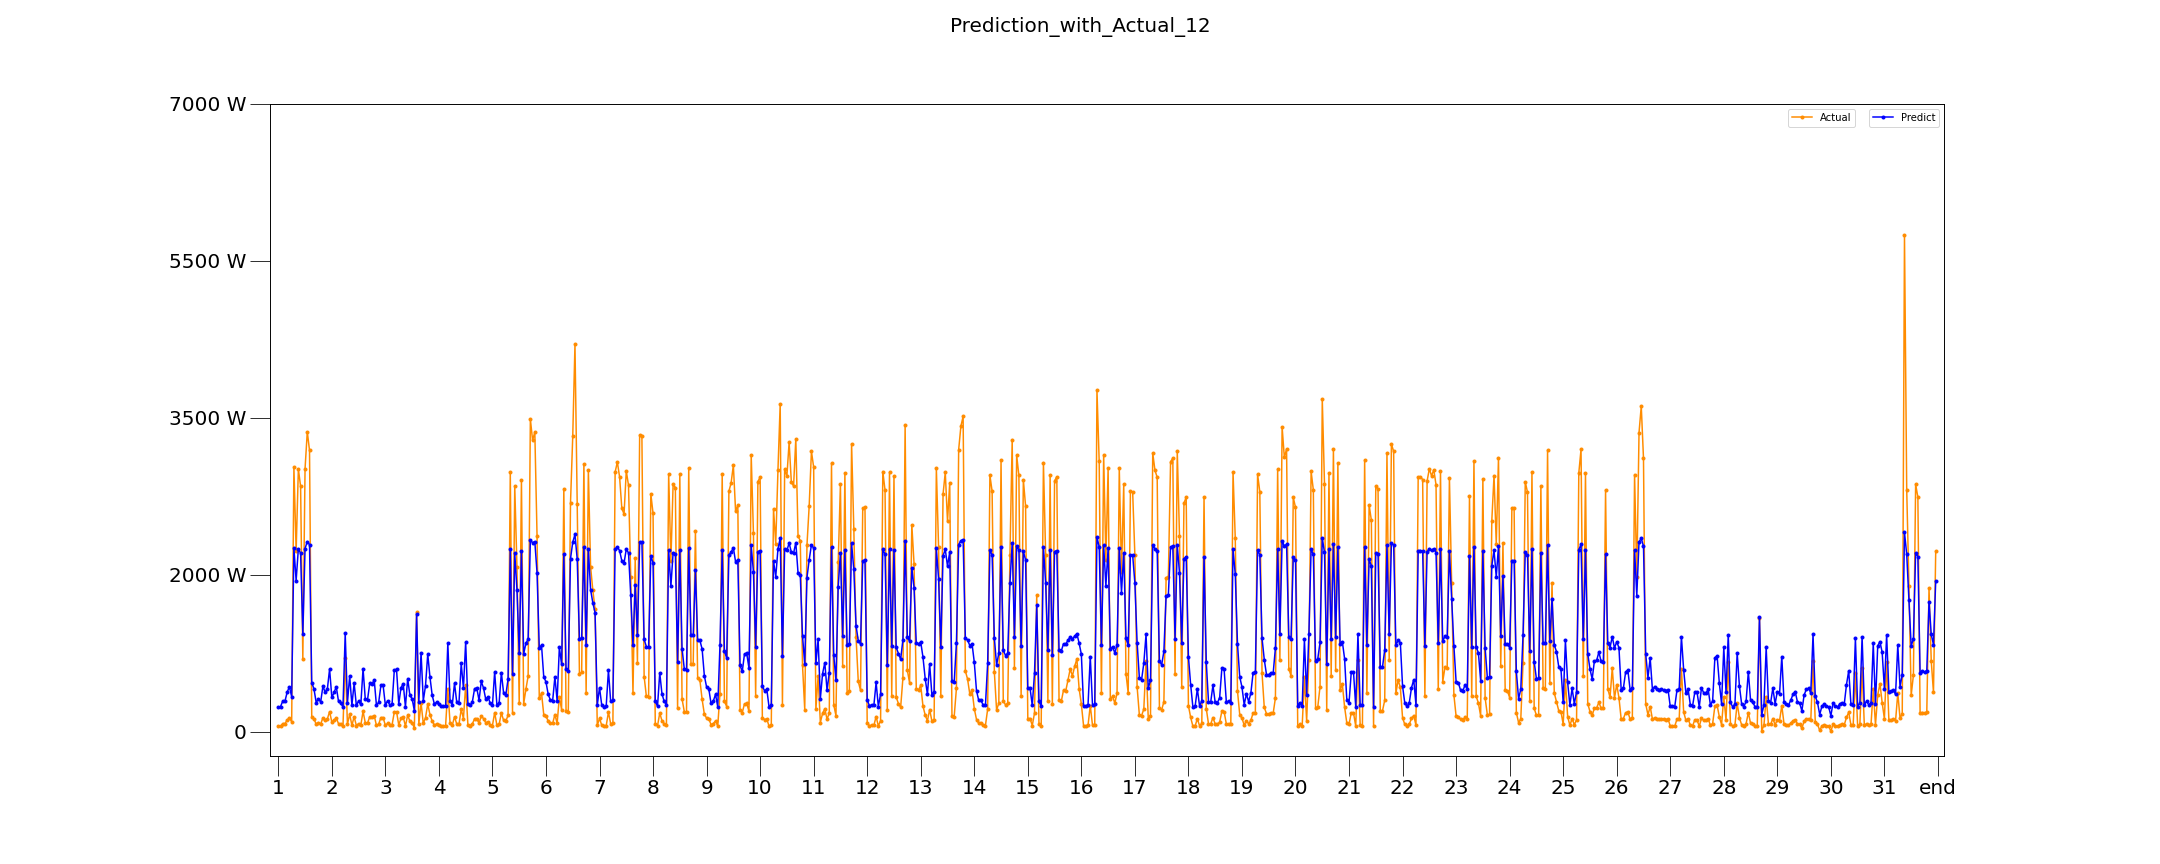 Prediction_with_Actual_12
7000 W
Actual Predict
5500 W
3500 W
2000 W
0
1 2 3 4 5 6 7 8 9 10 11 12 13 14 15 16 17 18 19 20 21 22 23 24 25 26 27 28 29 30 31 end